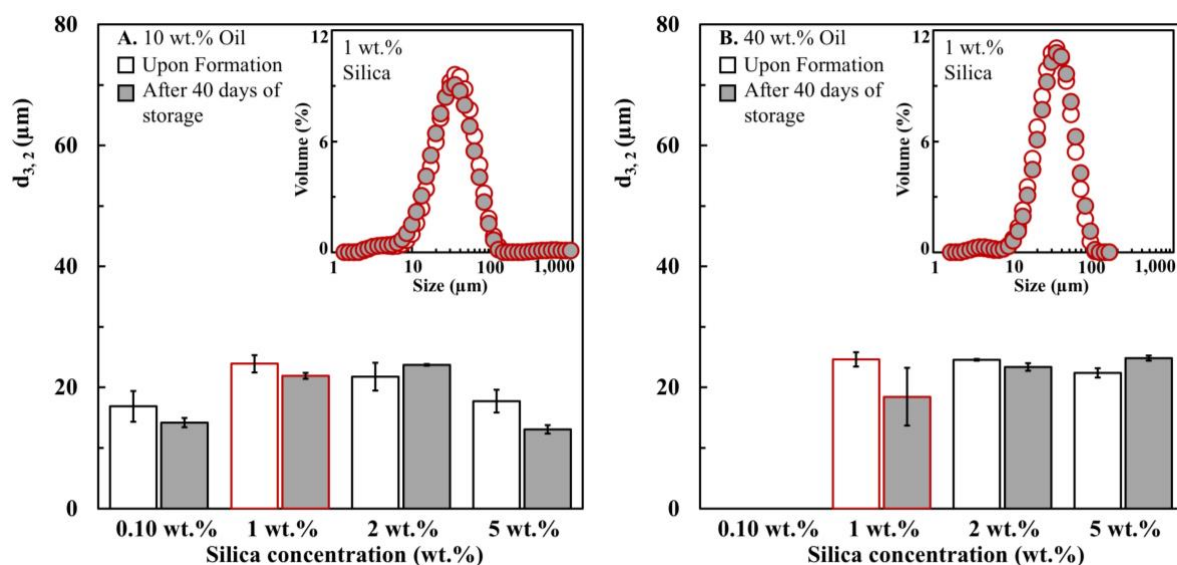 80
60
40
20
0
d3, 2 (µm)
A. 10 wt.% Oil
Upon Formation
After 40 days of
storage
12
6
0
Volume (%)
1 wt.%
Silica
1 10 100 1,000
Size (µm)
0.10 wt.% 1 wt.% 2 wt.% 5 wt.%
Silica concentration (wt.%)
80
60
40
20
0
d3, 2 (µm)
B. 40 wt.% Oil
Upon Formation
After 40 days of
storage
12
6
0
Volume (%)
1 wt.%
Silica
1 10 100 1,000
Size (µm)
0.10 wt.% 1 wt.% 2 wt.% 5 wt.%
Silica concentration (wt.%)